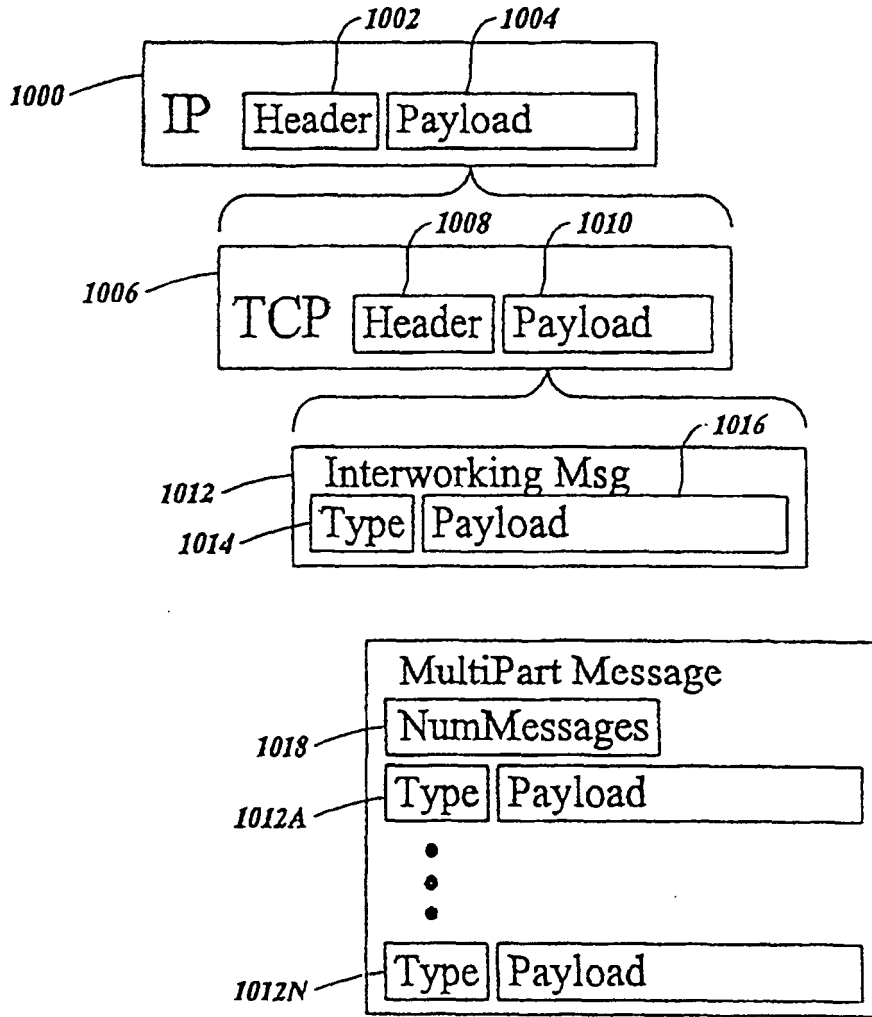 1002 1004
1000
IP Header Payload
1008 1010
1006
TCP Header Payload
1016
1012 Interworking Msg
1014 Type Payload
MultiPart Message
1018 NumMessages
1012A Type Payload
1012N Type Payload